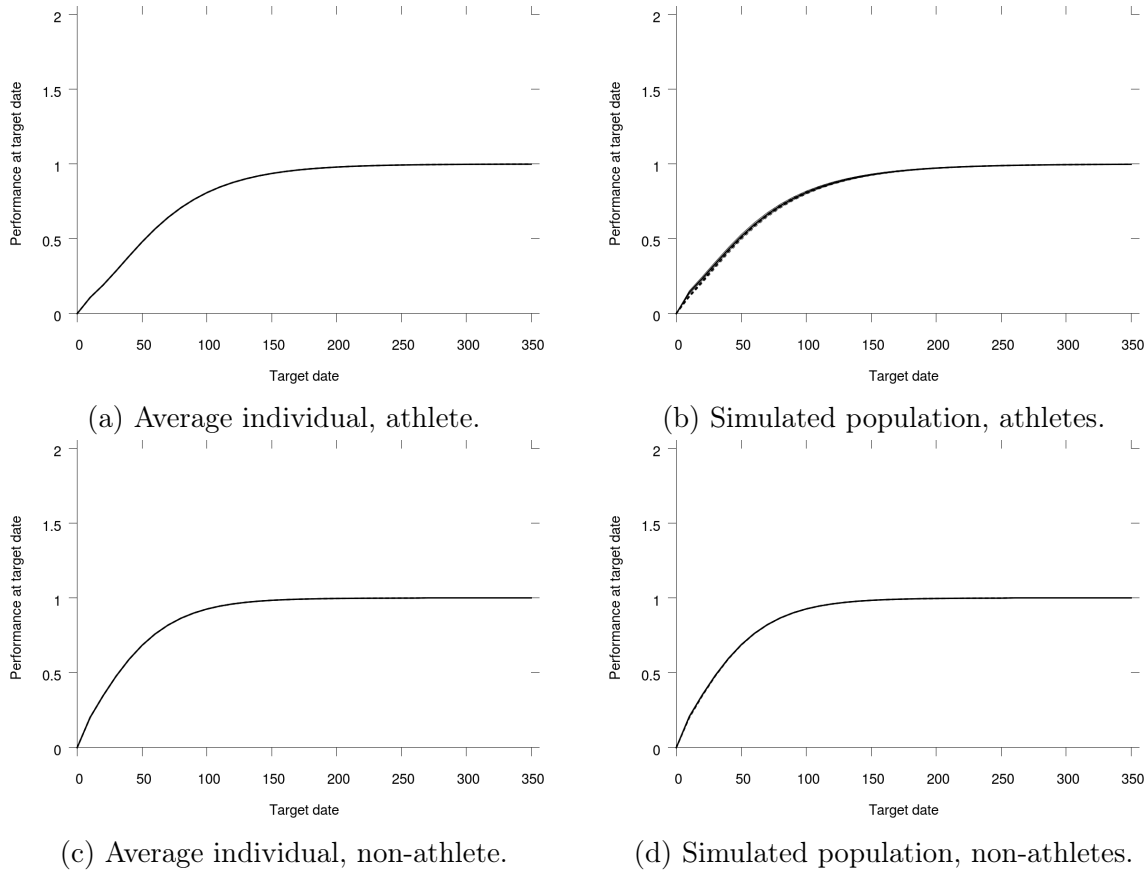 2
1.5
1
0.5
0
Performance at target date
0 50 100 150 200 250 300 350
Target date
(a) Average individual, athlete.
2
1.5
1
0.5
0
Performance at target date
0 50 100 150 200 250 300 350
Target date
(b) Simulated population, athletes.
2
1.5
1
0.5
0
Performance at target date
0 50 100 150 200 250 300 350
Target date
(c) Average individual, non-athlete.
2
1.5
1
0.5
0
Performance at target date
0 50 100 150 200 250 300 350
Target date
(d) Simulated population, non-athletes.